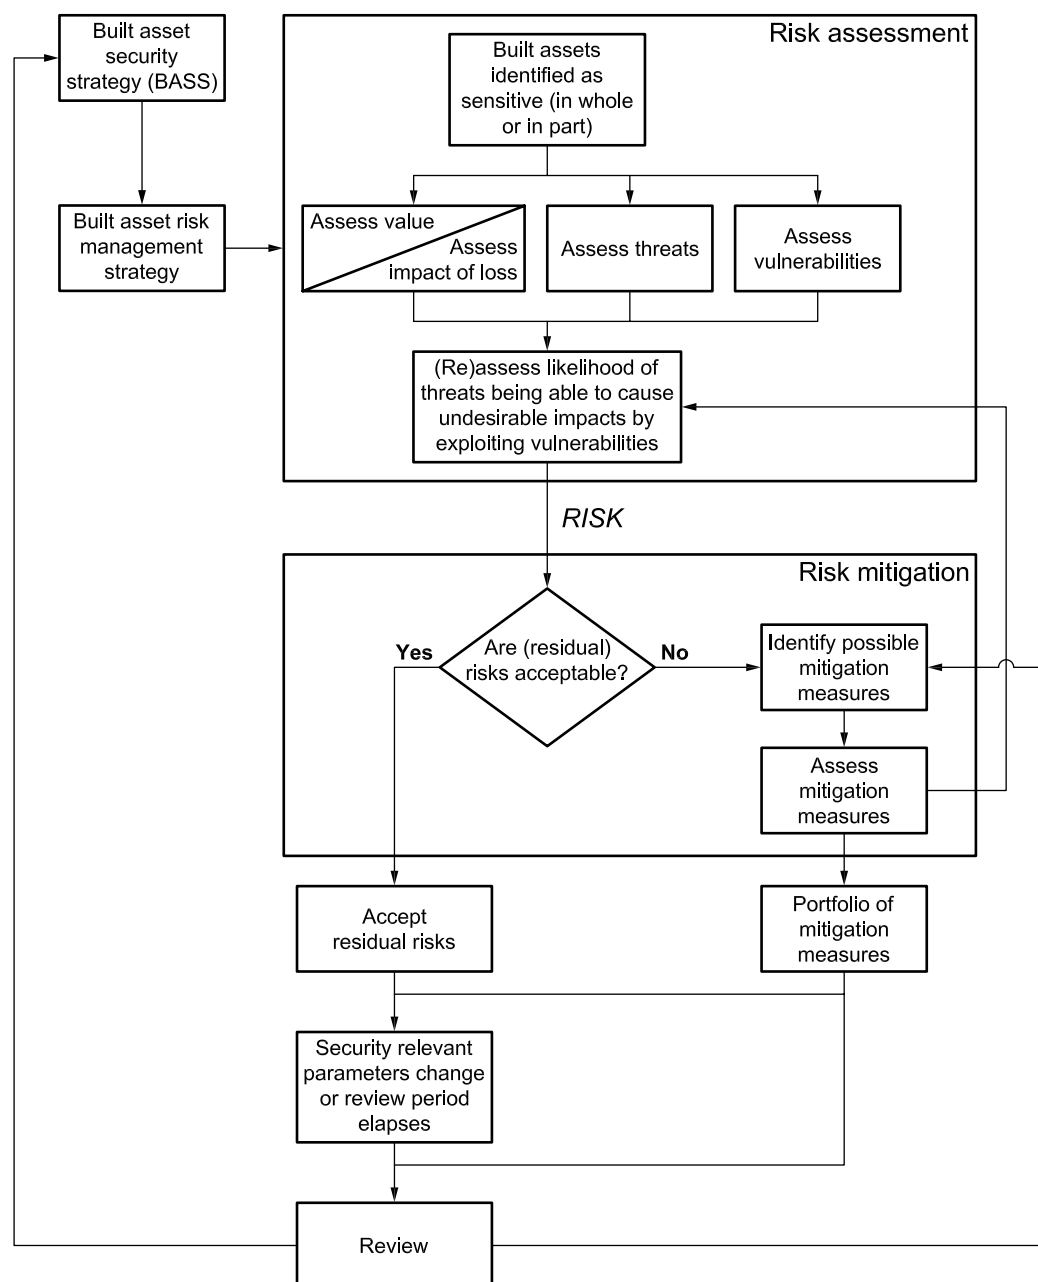 Built asset
security
strategy (BASS)
Risk assessment
Built assets
identified as
sensitive (in whole
or in part)
Built asset risk
management
strategy
Assess value
Assess
impact of loss
Assess threats
Assess
vulnerabilities
(Re)assess likelihood of
threats being able to cause
undesirable impacts by
exploiting vulnerabilities
RISK
Risk mitigation
Yes
Are (residual)
risks acceptable?
No
Identify possible
mitigation
measures
Assess
mitigation
measures
Accept
residual risks
Portfolio of
mitigation
measures
Security relevant
parameters change
or review period
elapses
Review